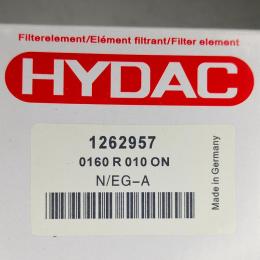 Filterelement/Elément filtrant/Filter element
HYDAC
1262957
0160 R 010 ON
N/EG-A
Made in Germany